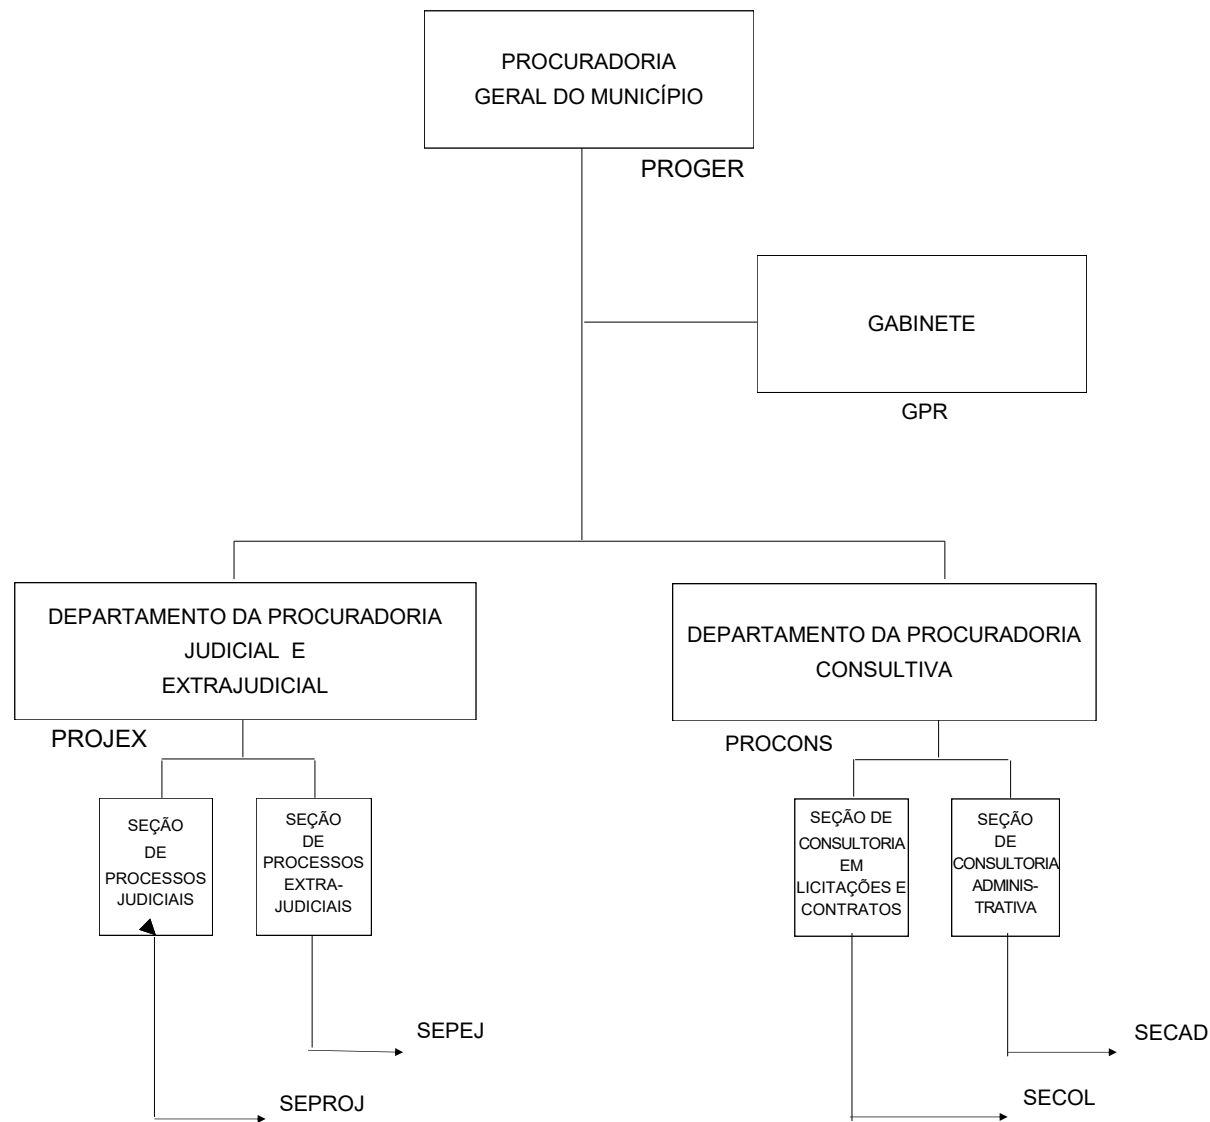 PROCURADORIA
GERAL DO MUNICÍPIO
PROGER
GABINETE
GPR
DEPARTAMENTO DA PROCURADORIA
JUDICIAL E
EXTRAJUDICIAL
PROJEX
DEPARTAMENTO DA PROCURADORIA
CONSULTIVA
PROCONS
SEÇÃO
DE
PROCESSOS
JUDICIAIS
SEÇÃO
DE
PROCESSOS
EXTRA-
JUDICIAIS
SEÇÃO DE
CONSULTORIA
EM
LICITAÇÕES E
CONTRATOS
SEÇÃO
DE
CONSULTORIA
ADMINIS-
TRATIVA
SEPEJ
SEPROJ
SECAD
SECOL